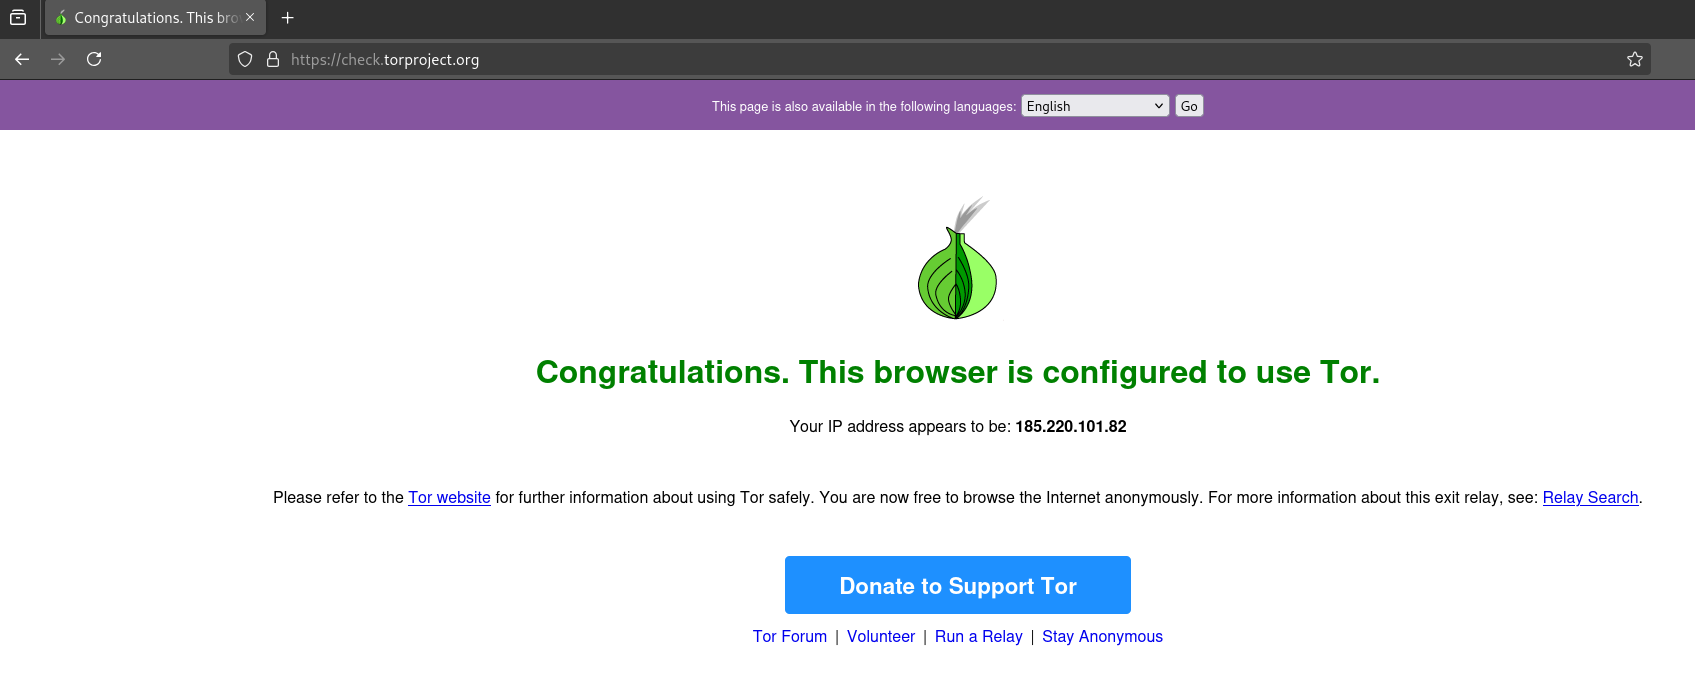 Congratulations. This bro
https://check.torproject.org
This page is also available in the following languages: English Go
Congratulations. This browser is configured to use Tor.
Your IP address appears to be: 185.220.101.82
Please refer to the Tor website for further information about using Tor safely. You are now free to browse the Internet anonymously. For more information about this exit relay, see: Relay Search.
Donate to Support Tor
Tor Forum | Volunteer | Run a Relay | Stay Anonymous